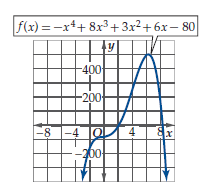 f(x) = −x⁴ + 8x³ + 3x² + 6x − 80
y
400
200
−8 −4 O 4 8 x
−200